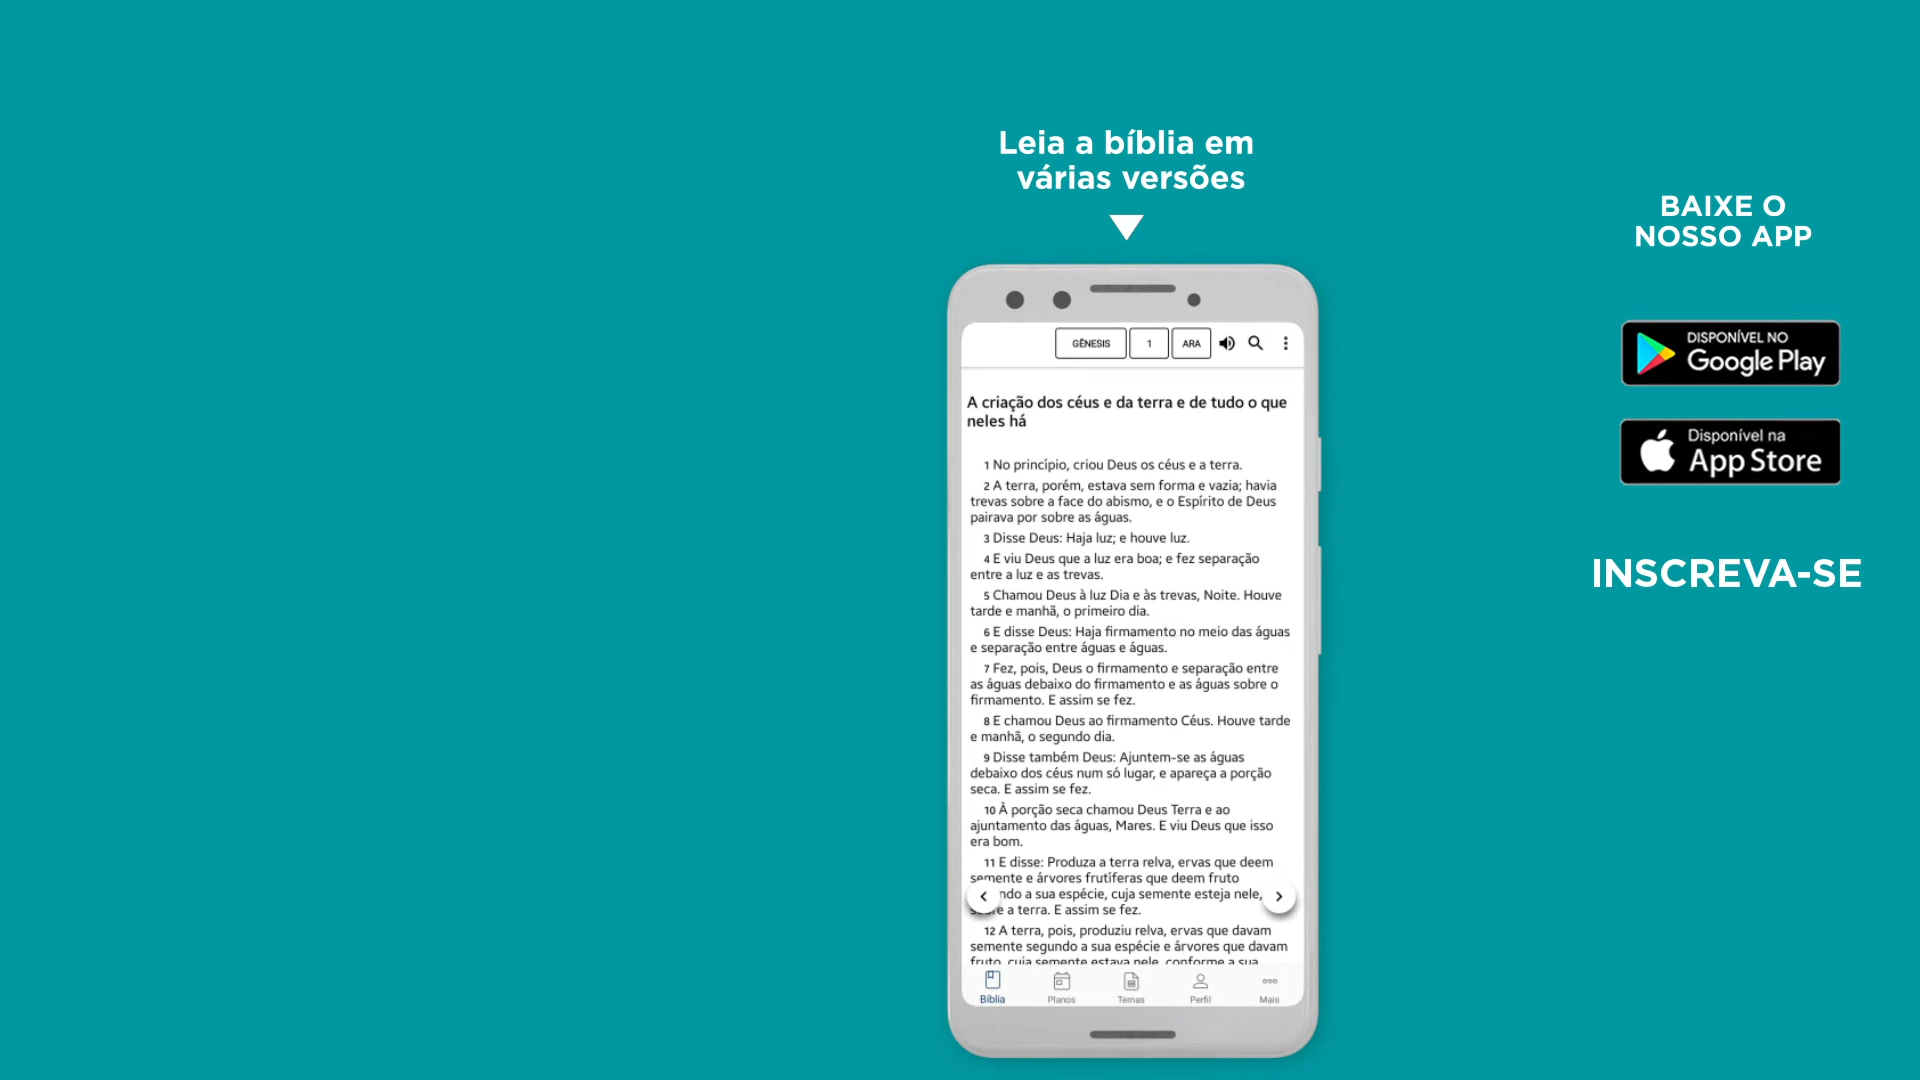 Leia a bíblia em
várias versões
GÊNESIS 1 ARA
A criação dos céus e da terra e de tudo o que
neles há
1 No princípio, criou Deus os céus e a terra.
2 A terra, porém, estava sem forma e vazia; havia
trevas sobre a face do abismo, e o Espírito de Deus
pairava por sobre as águas.
3 Disse Deus: Haja luz; e houve luz.
4 E viu Deus que a luz era boa; e fez separação
entre a luz e as trevas.
5 Chamou Deus à luz Dia e às trevas, Noite. Houve
tarde e manhã, o primeiro dia.
6 E disse Deus: Haja firmamento no meio das águas
e separação entre águas e águas.
7 Fez, pois, Deus o firmamento e separação entre
as águas debaixo do firmamento e as águas sobre o
firmamento. E assim se fez.
8 E chamou Deus ao firmamento Céus. Houve tarde
e manhã, o segundo dia.
9 Disse também Deus: Ajuntem-se as águas
debaixo dos céus num só lugar, e apareça a porção
seca. E assim se fez.
10 À porção seca chamou Deus Terra e ao
ajuntamento das águas, Mares. E viu Deus que isso
era bom.
11 E disse: Produza a terra relva, ervas que deem
semente e árvores frutíferas que deem fruto
a sua espécie, cuja semente esteja nele,
a terra. E assim se fez.
12 A terra, pois, produziu relva, ervas que davam
semente segundo a sua espécie e árvores que davam
fruto, cuja semente estava nele, conforme a sua
Bíblia Planos Temas Perfil Mais
BAIXE O
NOSSO APP
DISPONÍVEL NO
Google Play
Disponível na
App Store
INSCREVA-SE